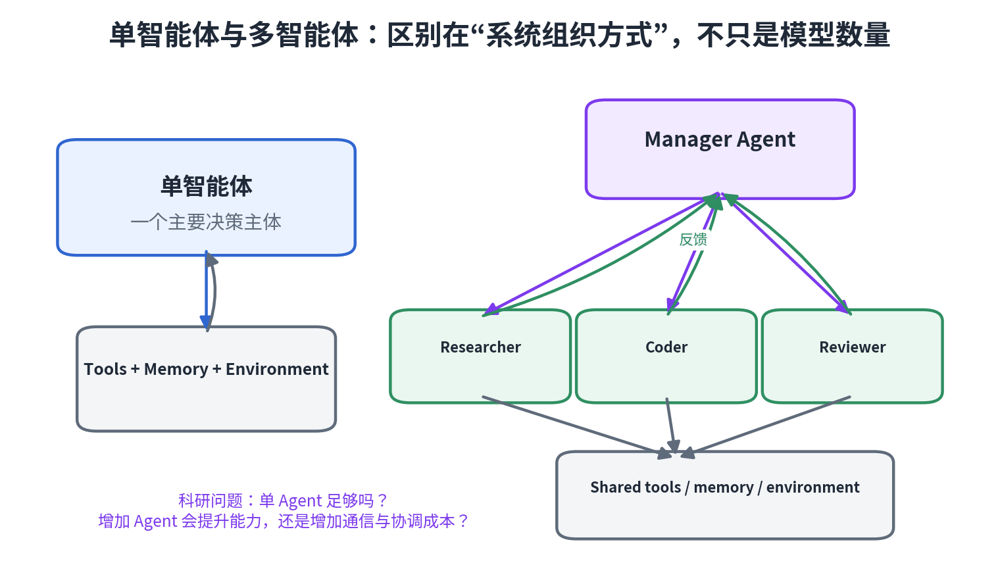 单智能体与多智能体：区别在“系统组织方式”，不只是模型数量
单智能体
一个主要决策主体
Tools + Memory + Environment
Manager Agent
反馈
Researcher
Coder
Reviewer
Shared tools / memory / environment
科研问题：单 Agent 足够吗？
增加 Agent 会提升能力，还是增加通信与协调成本？